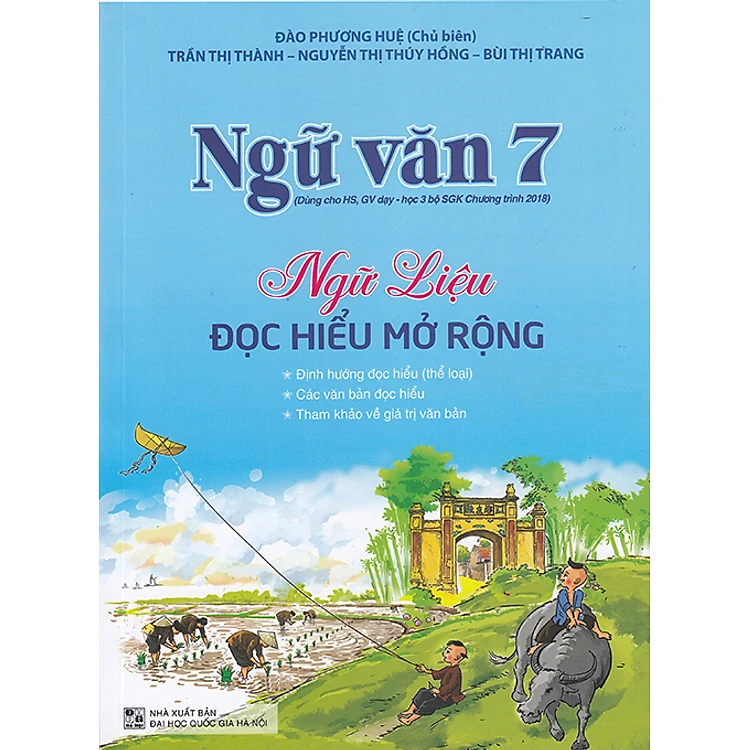 ĐÀO PHƯƠNG HUỆ (Chủ biên)
TRẦN THỊ THÀNH – NGUYỄN THỊ THÚY HỒNG – BÙI THỊ TRANG
Ngữ văn 7
(Dùng cho HS, GV dạy - học 3 bộ SGK Chương trình 2018)
Ngữ Liệu
ĐỌC HIỂU MỞ RỘNG
Định hướng đọc hiểu (thể loại)
Các văn bản đọc hiểu
Tham khảo về giá trị văn bản
NHÀ XUẤT BẢN
ĐẠI HỌC QUỐC GIA HÀ NỘI